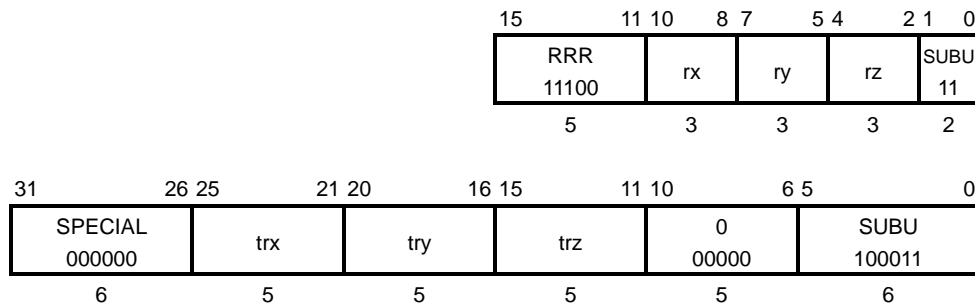 15 11 10 8 7 5 4 2 1 0
RRR rx ry rz SUBU
11100 11
5 3 3 3 2
31 26 25 21 20 16 15 11 10 6 5 0
SPECIAL trx try trz 0 SUBU
000000 00000 100011
6 5 5 5 5 6